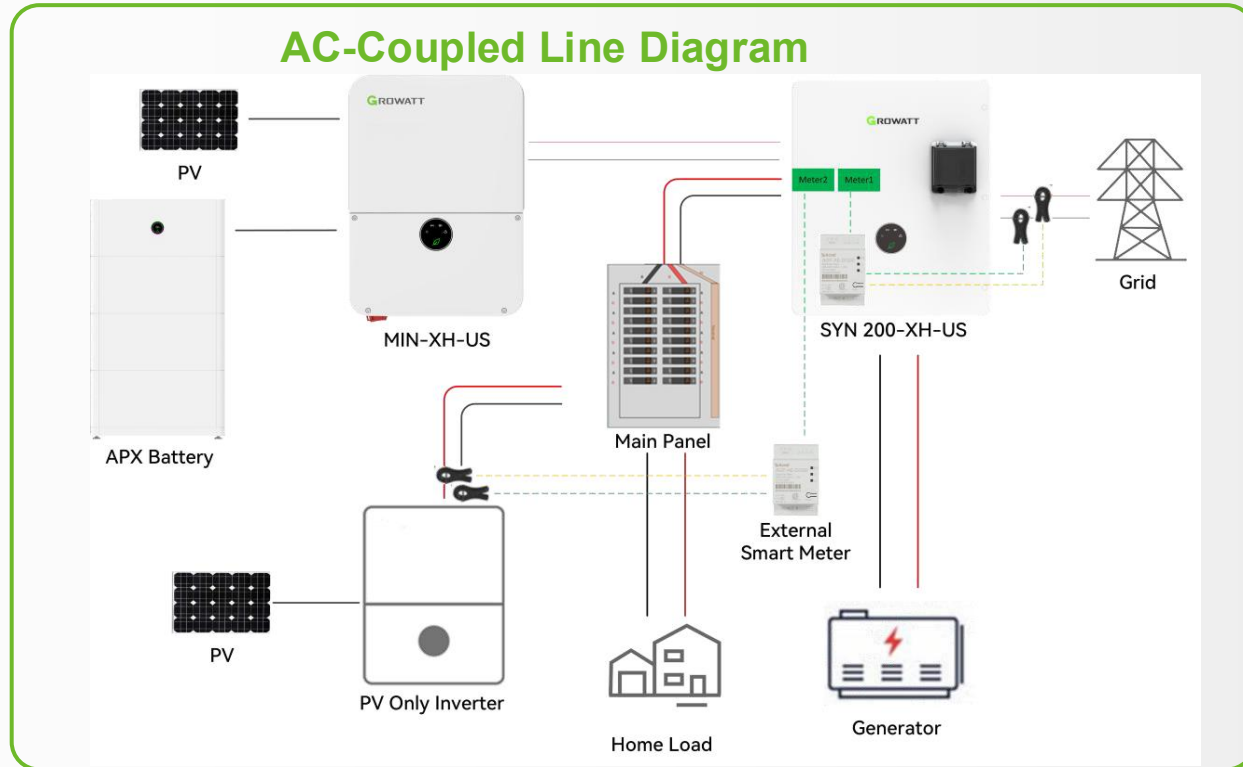 AC-Coupled Line Diagram
PV
GROWATT
GROWATT
Meter2
Meter1
Grid
MIN-XH-US
SYN 200-XH-US
APX Battery
Main Panel
External
Smart Meter
PV
PV Only Inverter
Home Load
Generator